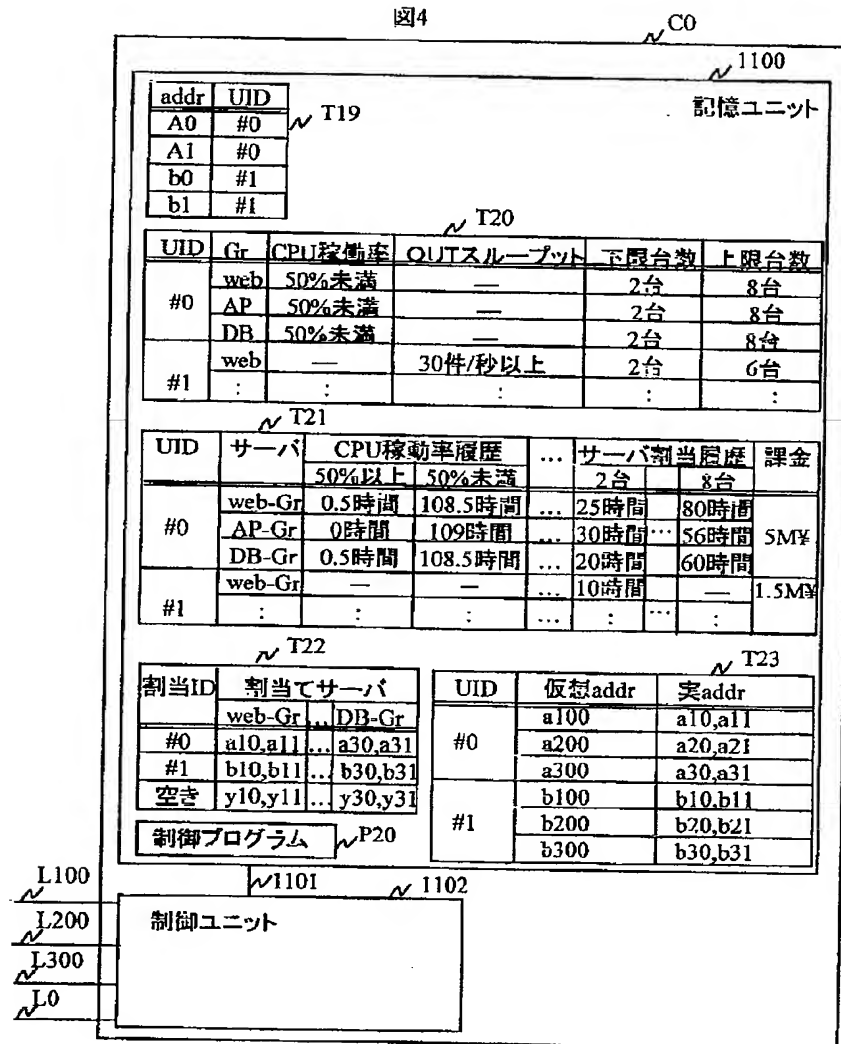 図4
C0
1100
記憶ユニット
addr UID
T19
A0 #0
A1 #0
b0 #1
b1 #1
T20
UID Gr CPU稼働率 OUTスループット 下限台数 上限台数
#0
web 50%未満 — 2台 8台
AP 50%未満 — 2台 8台
DB 50%未満 — 2台 8台
#1
web — 30件/秒以上 2台 6台
: : : : :
T21
UID サーバ CPU稼動率履歴 … サーバ割当履歴 課金
50%以上 50%未満 2台 8台
#0
web-Gr 0.5時間 108.5時間 … 25時間 80時間
AP-Gr 0時間 109時間 … 30時間 … 56時間 5M¥
DB-Gr 0.5時間 108.5時間 … 20時間 60時間
#1
web-Gr — — … 10時間 — 1.5M¥
: : : … : … :
T22
割当ID 割当てサーバ
web-Gr … DB-Gr
#0 a10,a11 … a30,a31
#1 b10,b11 … b30,b31
空き y10,y11 … y30,y31
T23
UID 仮想addr 実addr
#0
a100 a10,a11
a200 a20,a21
a300 a30,a31
#1
b100 b10,b11
b200 b20,b21
b300 b30,b31
制御プログラム P20
1101
1102
制御ユニット
L100
L200
L300
L0